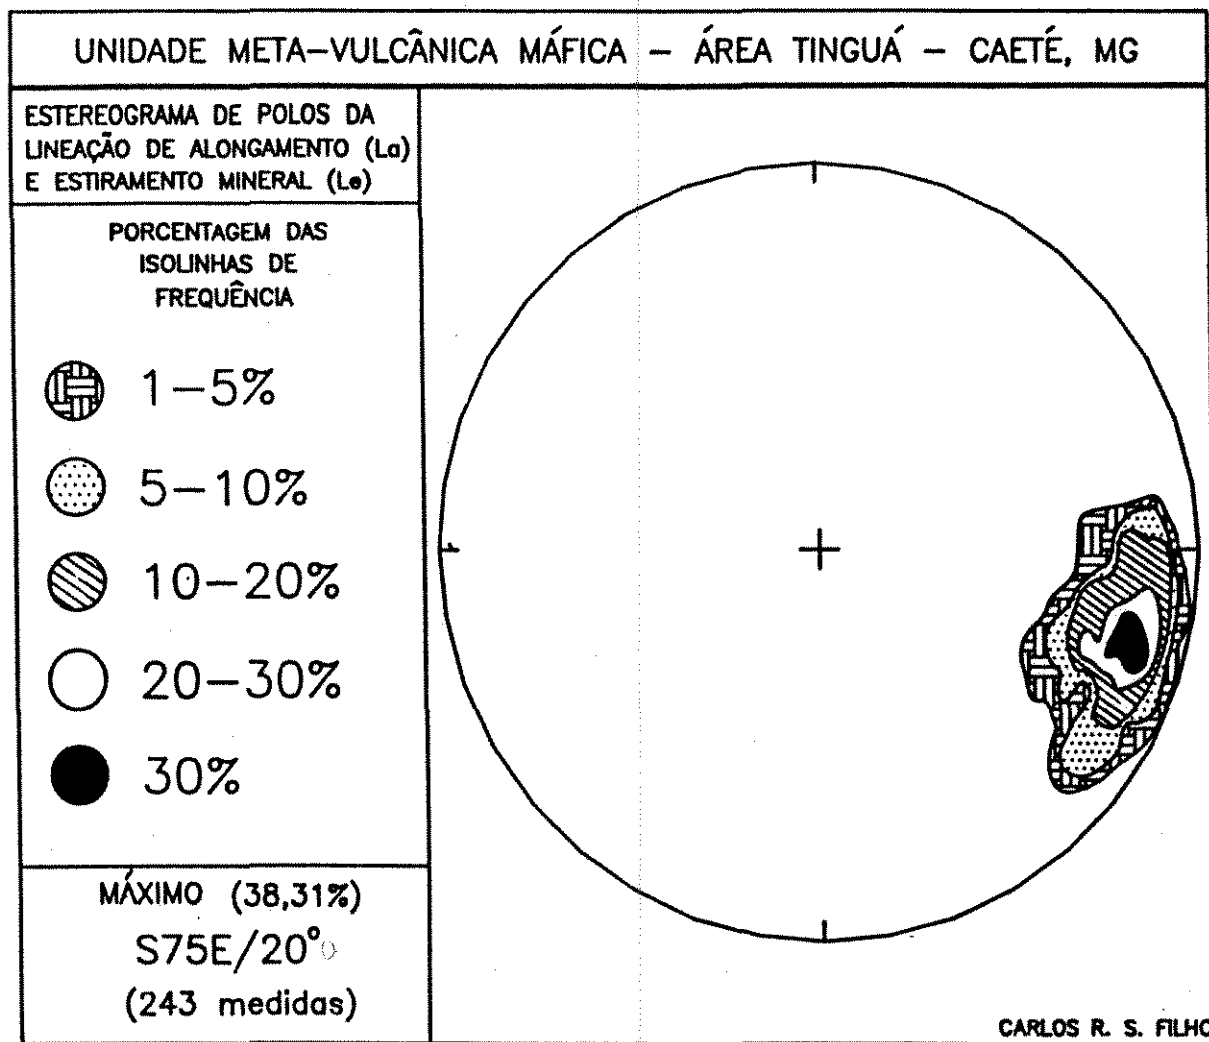 UNIDADE META-VULCÂNICA MÁFICA - ÁREA TINGUÁ - CAETÉ, MG
ESTEREOGRAMA DE POLOS DA
LINEAÇÃO DE ALONGAMENTO (La)
E ESTIRAMENTO MINERAL (Le)
PORCENTAGEM DAS
ISOLINHAS DE
FREQUÊNCIA
1-5%
5-10%
10-20%
20-30%
30%
MÁXIMO (38,31%)
S75E/20°
(243 medidas)
CARLOS R. S. FILHO